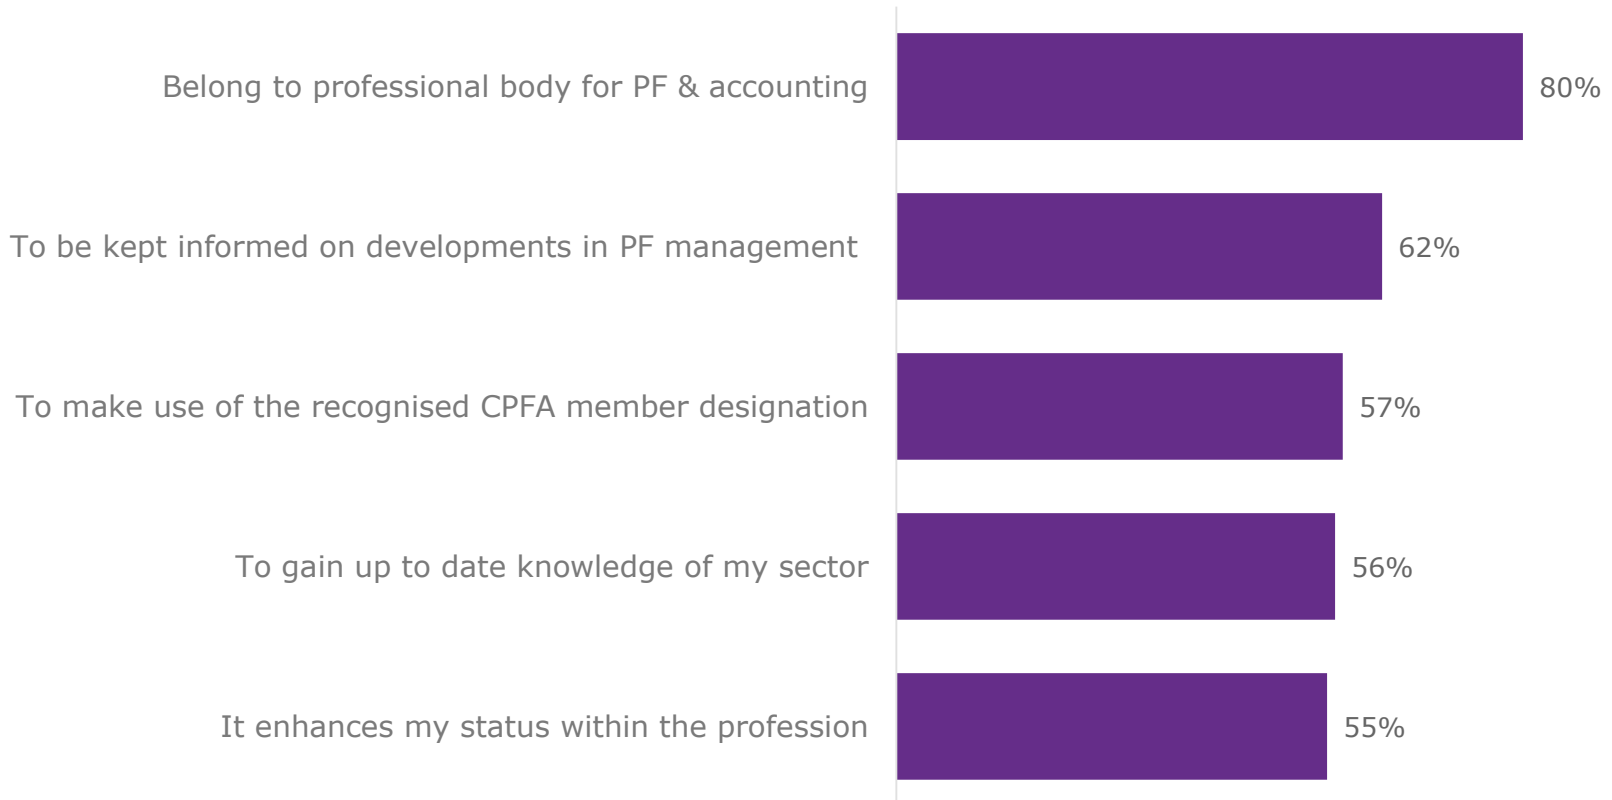 Belong to professional body for PF & accounting 80%
To be kept informed on developments in PF management 62%
To make use of the recognised CPFA member designation 57%
To gain up to date knowledge of my sector 56%
It enhances my status within the profession 55%